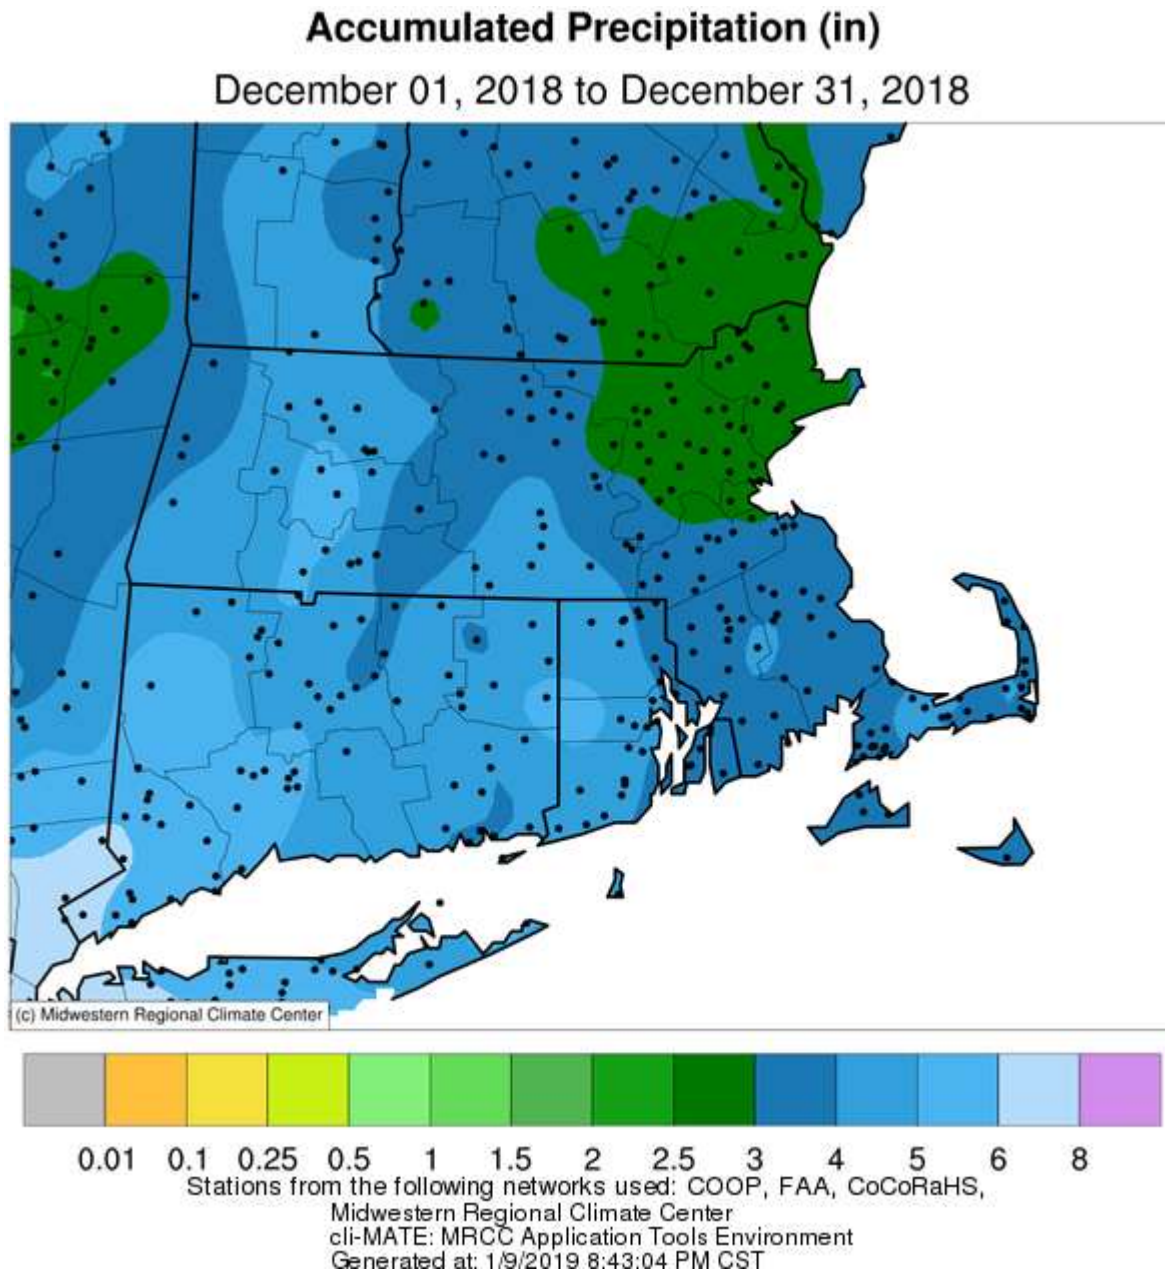 Accumulated Precipitation (in)
December 01, 2018 to December 31, 2018
(c) Midwestern Regional Climate Center
0.01 0.1 0.25 0.5 1 1.5 2 2.5 3 4 5 6 8
Stations from the following networks used: COOP, FAA, CoCoRaHS,
Midwestern Regional Climate Center
cli-MATE: MRCC Application Tools Environment
Generated at: 1/9/2019 8:43:04 PM CST